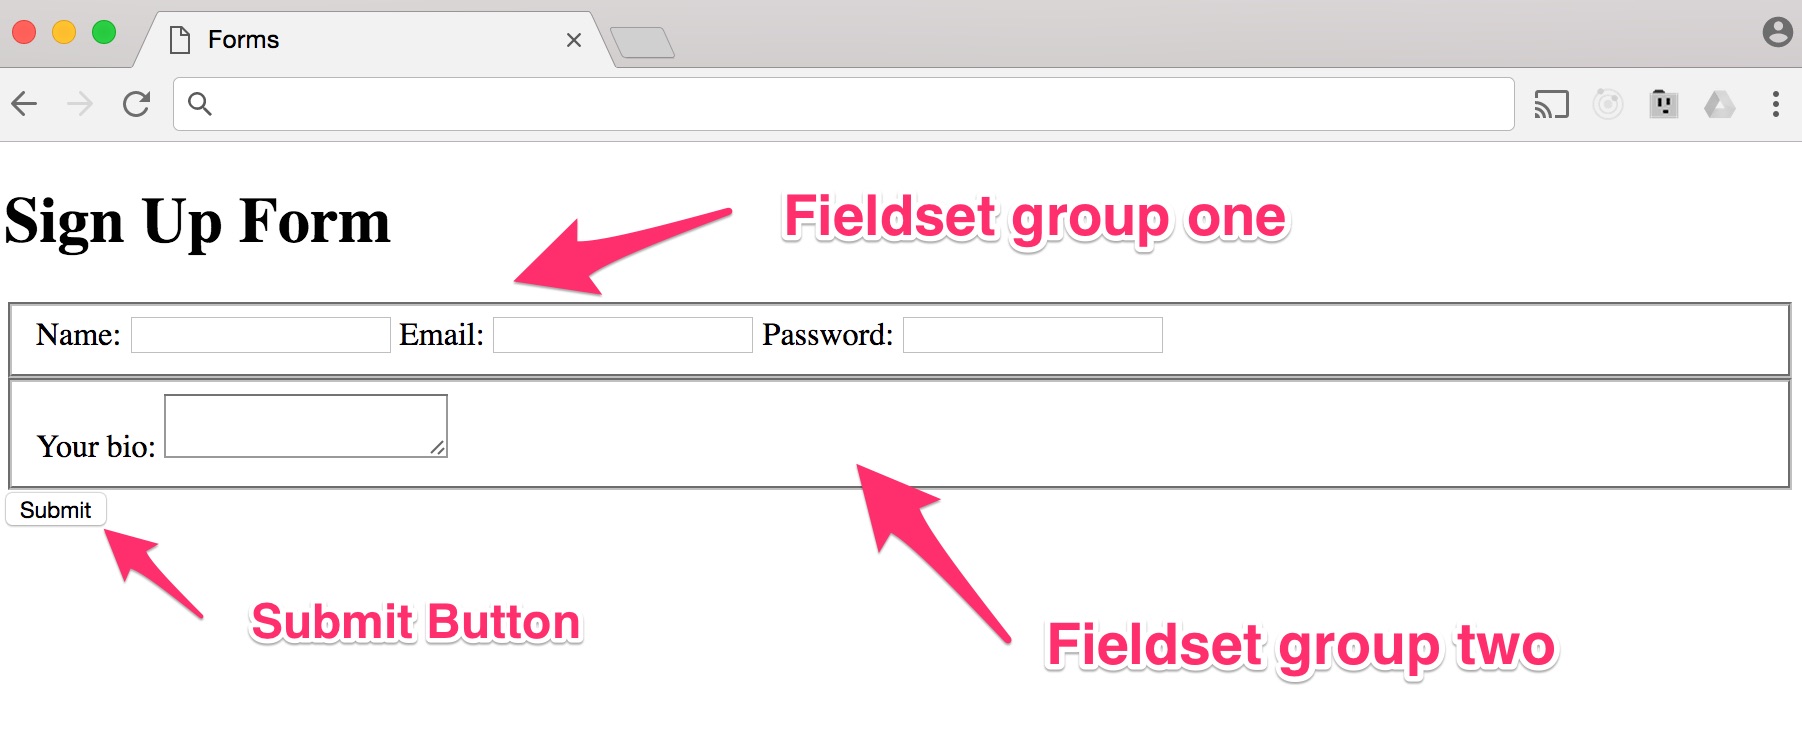 Forms
Sign Up Form
Fieldset group one
Name: Email: Password:
Your bio:
Submit
Submit Button
Fieldset group two